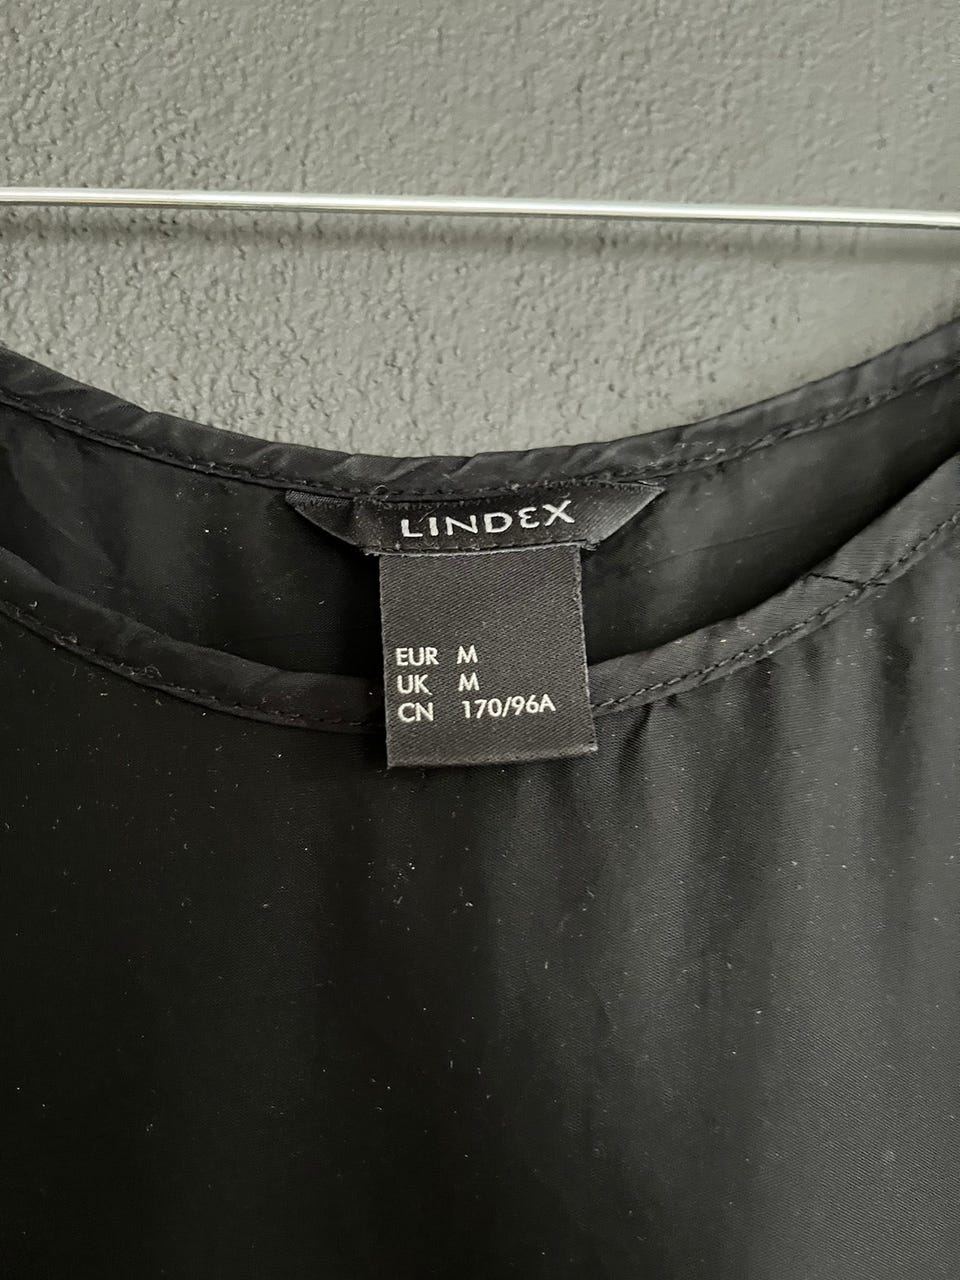 LINDEX
EUR M
UK M
CN 170/96A